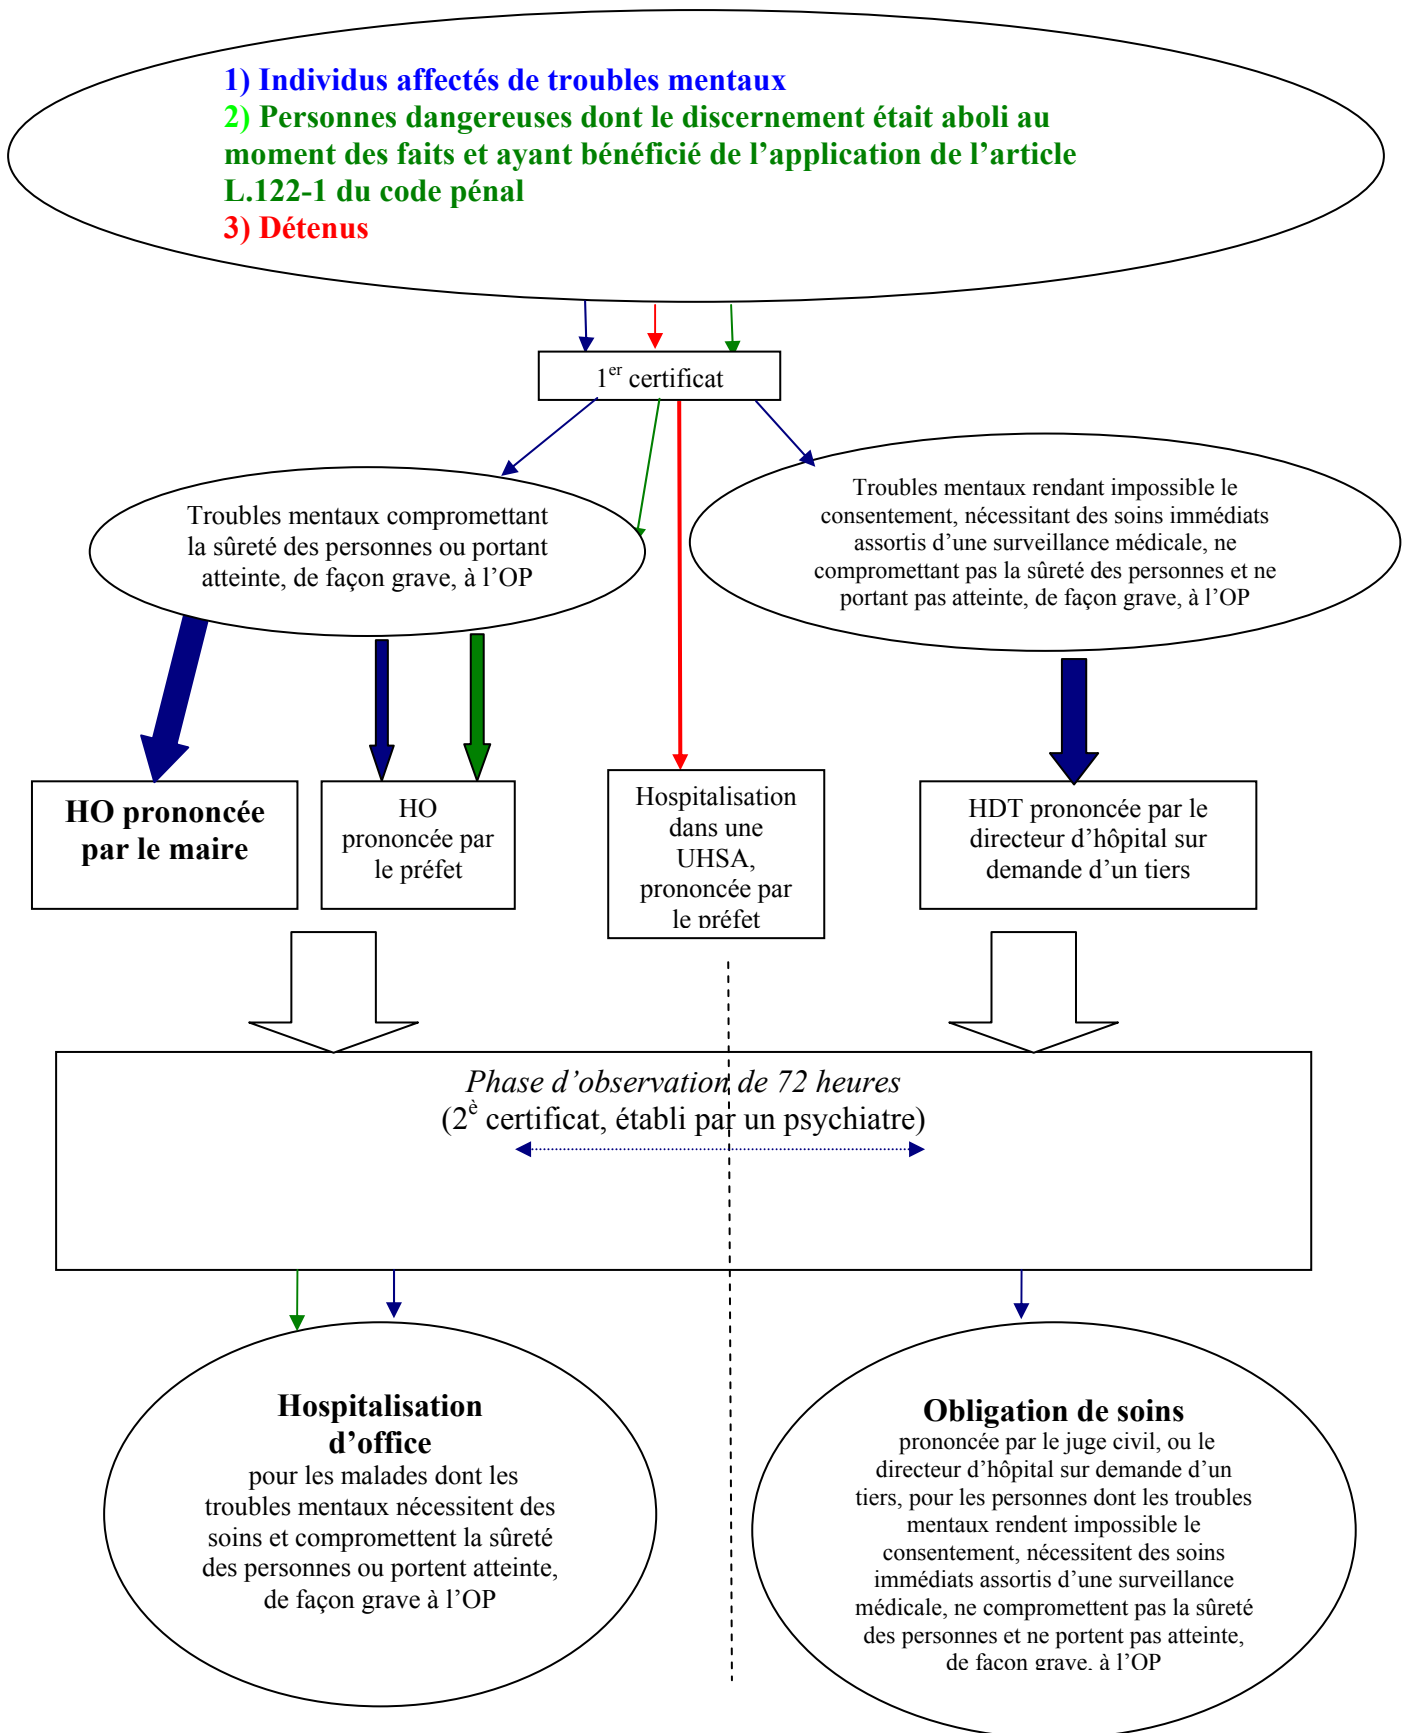 1) Individus affectés de troubles mentaux
2) Personnes dangereuses dont le discernement était aboli au
moment des faits et ayant bénéficié de l’application de l’article
L.122-1 du code pénal
3) Détenus
1er certificat
Troubles mentaux compromettant
la sûreté des personnes ou portant
atteinte, de façon grave, à l’OP
Troubles mentaux rendant impossible le
consentement, nécessitant des soins immédiats
assortis d’une surveillance médicale, ne
compromettant pas la sûreté des personnes et ne
portant pas atteinte, de façon grave, à l’OP
HO prononcée
par le maire
HO
prononcée par
le préfet
Hospitalisation
dans une
UHSA,
prononcée par
le préfet
HDT prononcée par le
directeur d’hôpital sur
demande d’un tiers
Phase d’observation de 72 heures
(2è certificat, établi par un psychiatre)
Hospitalisation
d’office
pour les malades dont les
troubles mentaux nécessitent des
soins et compromettent la sûreté
des personnes ou portent atteinte,
de façon grave à l’OP
Obligation de soins
prononcée par le juge civil, ou le
directeur d’hôpital sur demande d’un
tiers, pour les personnes dont les troubles
mentaux rendent impossible le
consentement, nécessitent des soins
immédiats assortis d’une surveillance
médicale, ne compromettent pas la sûreté
des personnes et ne portent pas atteinte,
de façon grave, à l’OP